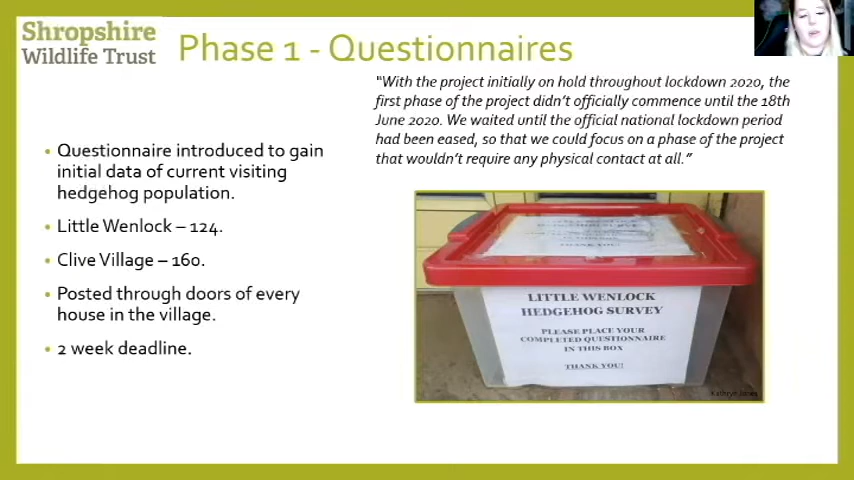 Shropshire
Wildlife Trust
Phase 1 - Questionnaires
“With the project initially on hold throughout lockdown 2020, the
first phase of the project didn’t officially commence until the 18th
June 2020. We waited until the official national lockdown period
had been eased, so that we could focus on a phase of the project
that wouldn’t require any physical contact at all.”
• Questionnaire introduced to gain
initial data of current visiting
hedgehog population.
• Little Wenlock – 124.
• Clive Village – 160.
• Posted through doors of every
house in the village.
• 2 week deadline.
THANK YOU!
LITTLE WENLOCK
HEDGEHOG SURVEY
PLEASE PLACE YOUR
COMPLETED QUESTIONNAIRE
IN THIS BOX
THANK YOU!
Kathryn Jones